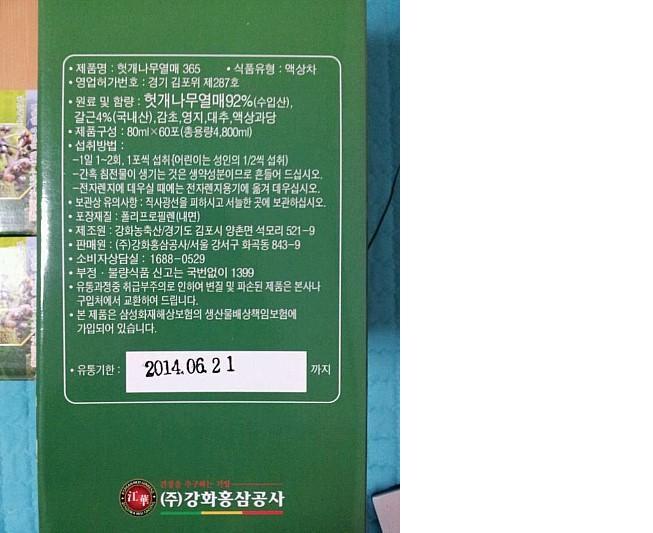 • 제품명 : 헛개나무열매 365 • 식품유형 : 액상차
• 영업허가번호 : 경기 김포위 제287호
• 원료 및 함량 : 헛개나무열매92%(수입산),
갈근4%(국내산),감초,영지,대추,액상과당
• 제품구성 : 80ml×60포(총용량4,800ml)
• 섭취방법 :
-1일 1~2회, 1포씩 섭취(어린이는 성인의 1/2씩 섭취)
-간혹 침전물이 생기는 것은 생약성분이므로 흔들어 드십시오.
-전자렌지에 데우실 때에는 전자렌지용기에 옮겨 데우십시오.
• 보관상 유의사항 : 직사광선을 피하시고 서늘한 곳에 보관하십시오.
• 포장재질 : 폴리프로필렌(내면)
• 제조원 : 강화농축산/경기도 김포시 양촌면 석모리 521-9
• 판매원 : (주)강화홍삼공사/서울 강서구 화곡동 843-9
• 소비자상담실 : 1688-0529
• 부정 · 불량식품 신고는 국번없이 1399
• 유통과정중 취급부주의로 인하여 변질 및 파손된 제품은 본사나
구입처에서 교환하여 드립니다.
• 본 제품은 삼성화재해상보험의 생산물배상책임보험에
가입되어 있습니다.
• 유통기한 : 2014.06.21 까지
건강을 추구하는 기업
江華 (주)강화홍삼공사